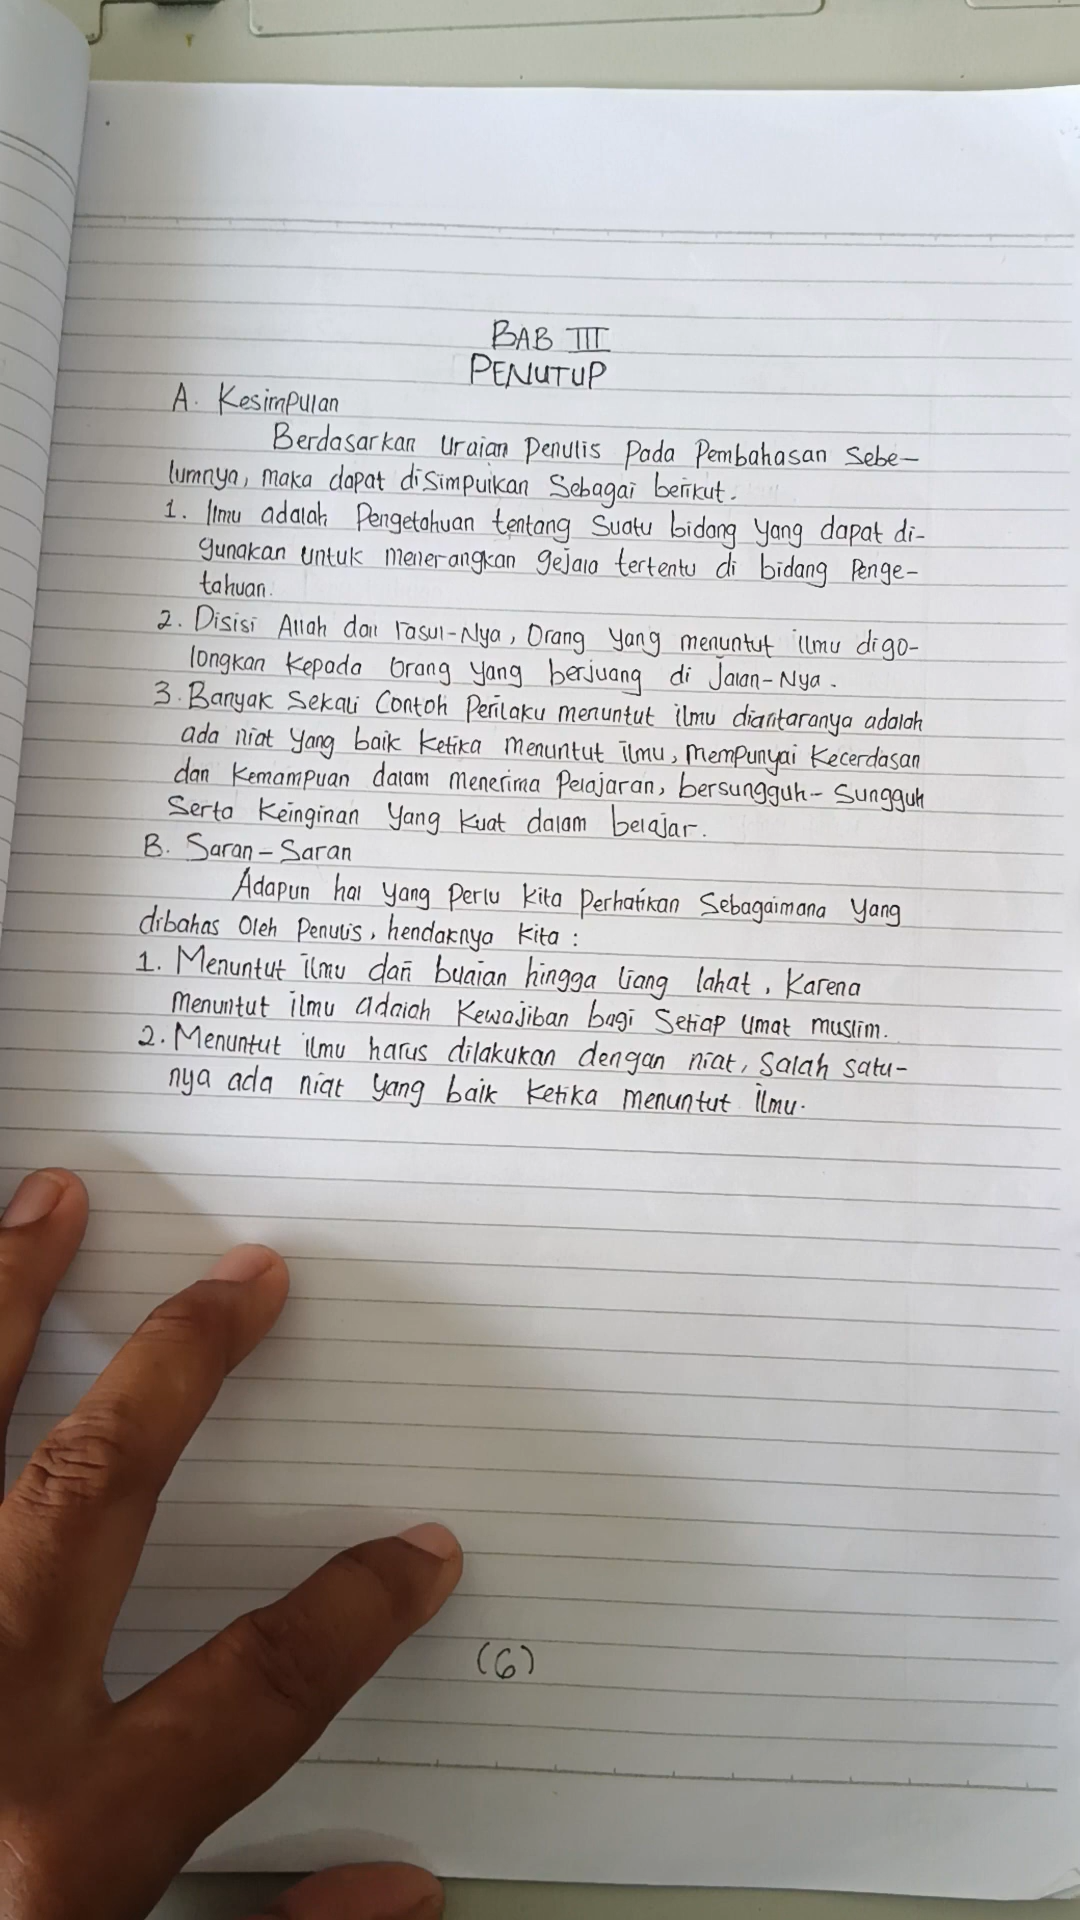 BAB III
PENUTUP
A. Kesimpulan
Berdasarkan uraian Penulis Pada Pembahasan Sebe-
lumnya, maka dapat disimpulkan Sebagai berikut.
1. Ilmu adalah Pengetahuan tentang Suatu bidang yang dapat di-
gunakan untuk menerangkan gejala tertentu di bidang Penge-
tahuan.
2. Disisi Allah dan rasul-Nya, Orang yang menuntut ilmu digo-
longkan Kepada Orang yang berjuang di Jalan-Nya.
3. Banyak Sekali Contoh Perilaku menuntut ilmu diantaranya adalah
ada niat yang baik Ketika menuntut ilmu, mempunyai Kecerdasan
dan Kemampuan dalam menerima Pelajaran, bersungguh-Sungguh
Serta Keinginan yang Kuat dalam belajar.
B. Saran-Saran
Adapun hal yang Perlu Kita Perhatikan Sebagaimana yang
dibahas Oleh Penulis, hendaknya Kita :
1. Menuntut ilmu dari buaian hingga liang lahat, Karena
menuntut ilmu adalah Kewajiban bagi Setiap Umat muslim.
2. Menuntut ilmu harus dilakukan dengan niat, Salah satu-
nya ada niat yang baik Ketika menuntut ilmu.
(6)